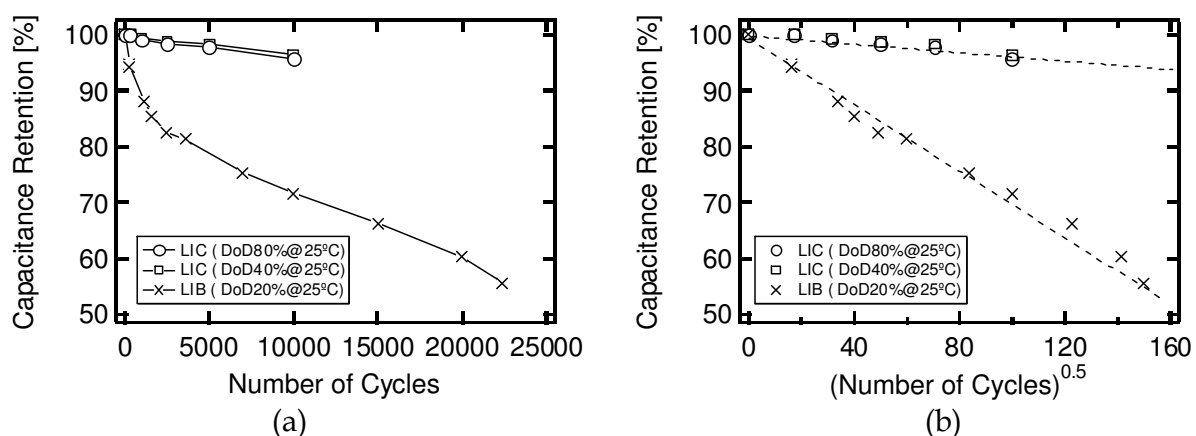 Capacitance Retention [%]
100
90
80
70
60
50
LIC ( DoD80%@25ºC)
LIC ( DoD40%@25ºC)
LIB ( DoD20%@25ºC)
0 5000 10000 15000 20000 25000
Number of Cycles
(a)
Capacitance Retention [%]
100
90
80
70
60
50
LIC ( DoD80%@25ºC)
LIC ( DoD40%@25ºC)
LIB ( DoD20%@25ºC)
0 40 80 120 160
(Number of Cycles)^0.5
(b)